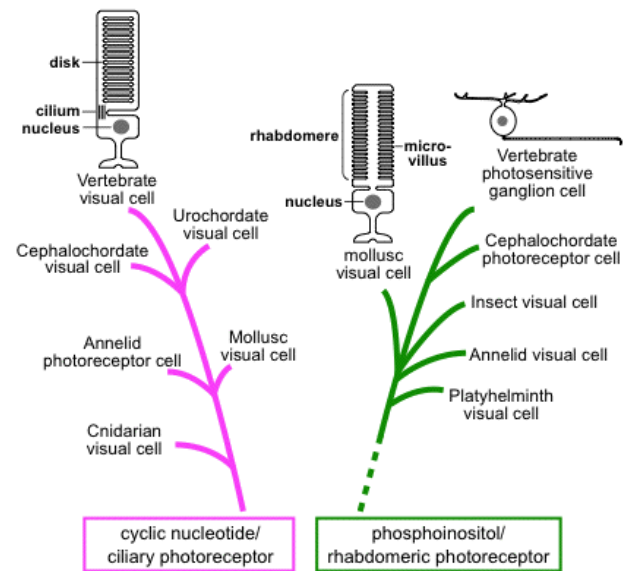 disk
cilium
nucleus
Vertebrate
visual cell
Urochordate
visual cell
Cephalochordate
visual cell
Annelid
photoreceptor cell
Mollusc
visual cell
Cnidarian
visual cell
cyclic nucleotide/
ciliary photoreceptor
rhabdomere
micro-
villus
nucleus
mollusc
visual cell
Vertebrate
photosensitive
ganglion cell
Cephalochordate
photoreceptor cell
Insect visual cell
Annelid visual cell
Platyhelminth
visual cell
phosphoinositol/
rhabdomeric photoreceptor